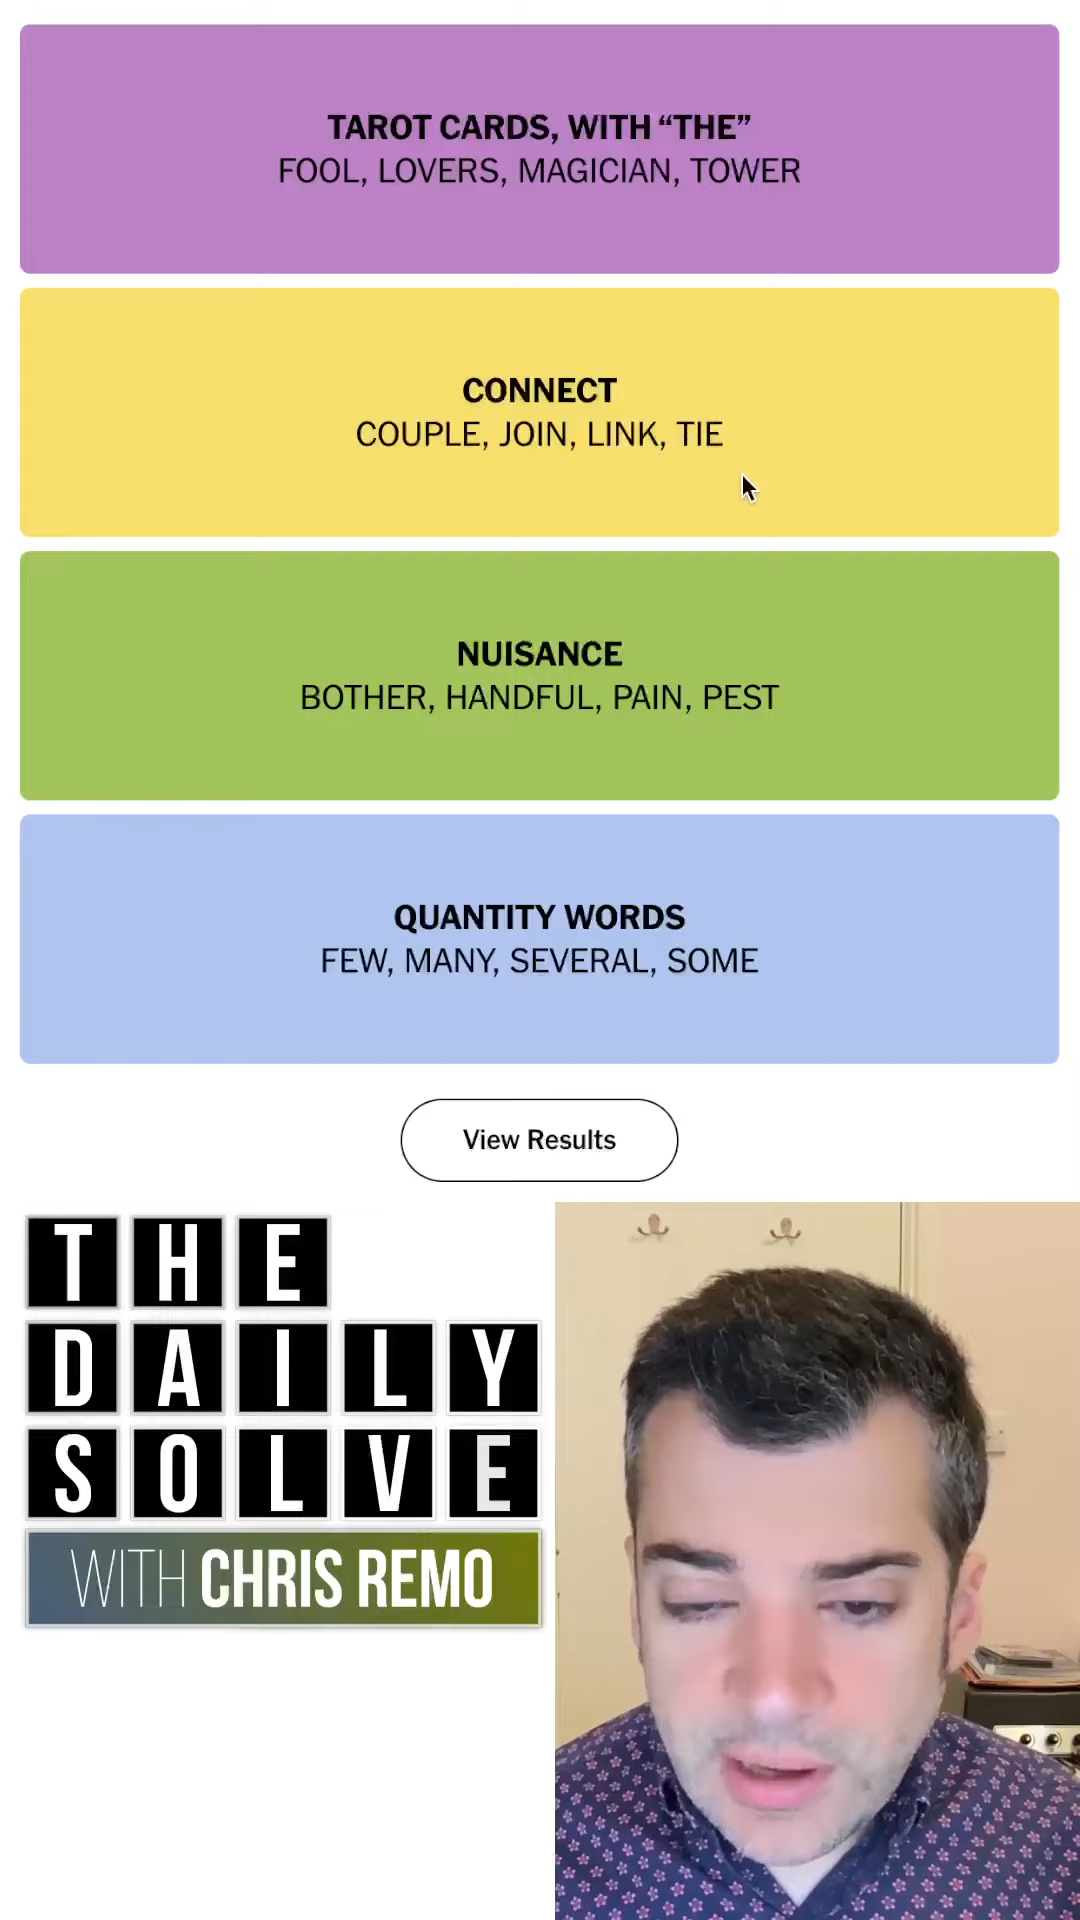 TAROT CARDS, WITH “THE”
FOOL, LOVERS, MAGICIAN, TOWER
CONNECT
COUPLE, JOIN, LINK, TIE
NUISANCE
BOTHER, HANDFUL, PAIN, PEST
QUANTITY WORDS
FEW, MANY, SEVERAL, SOME
View Results
THE
DAILY
SOLVE
WITH CHRIS REMO